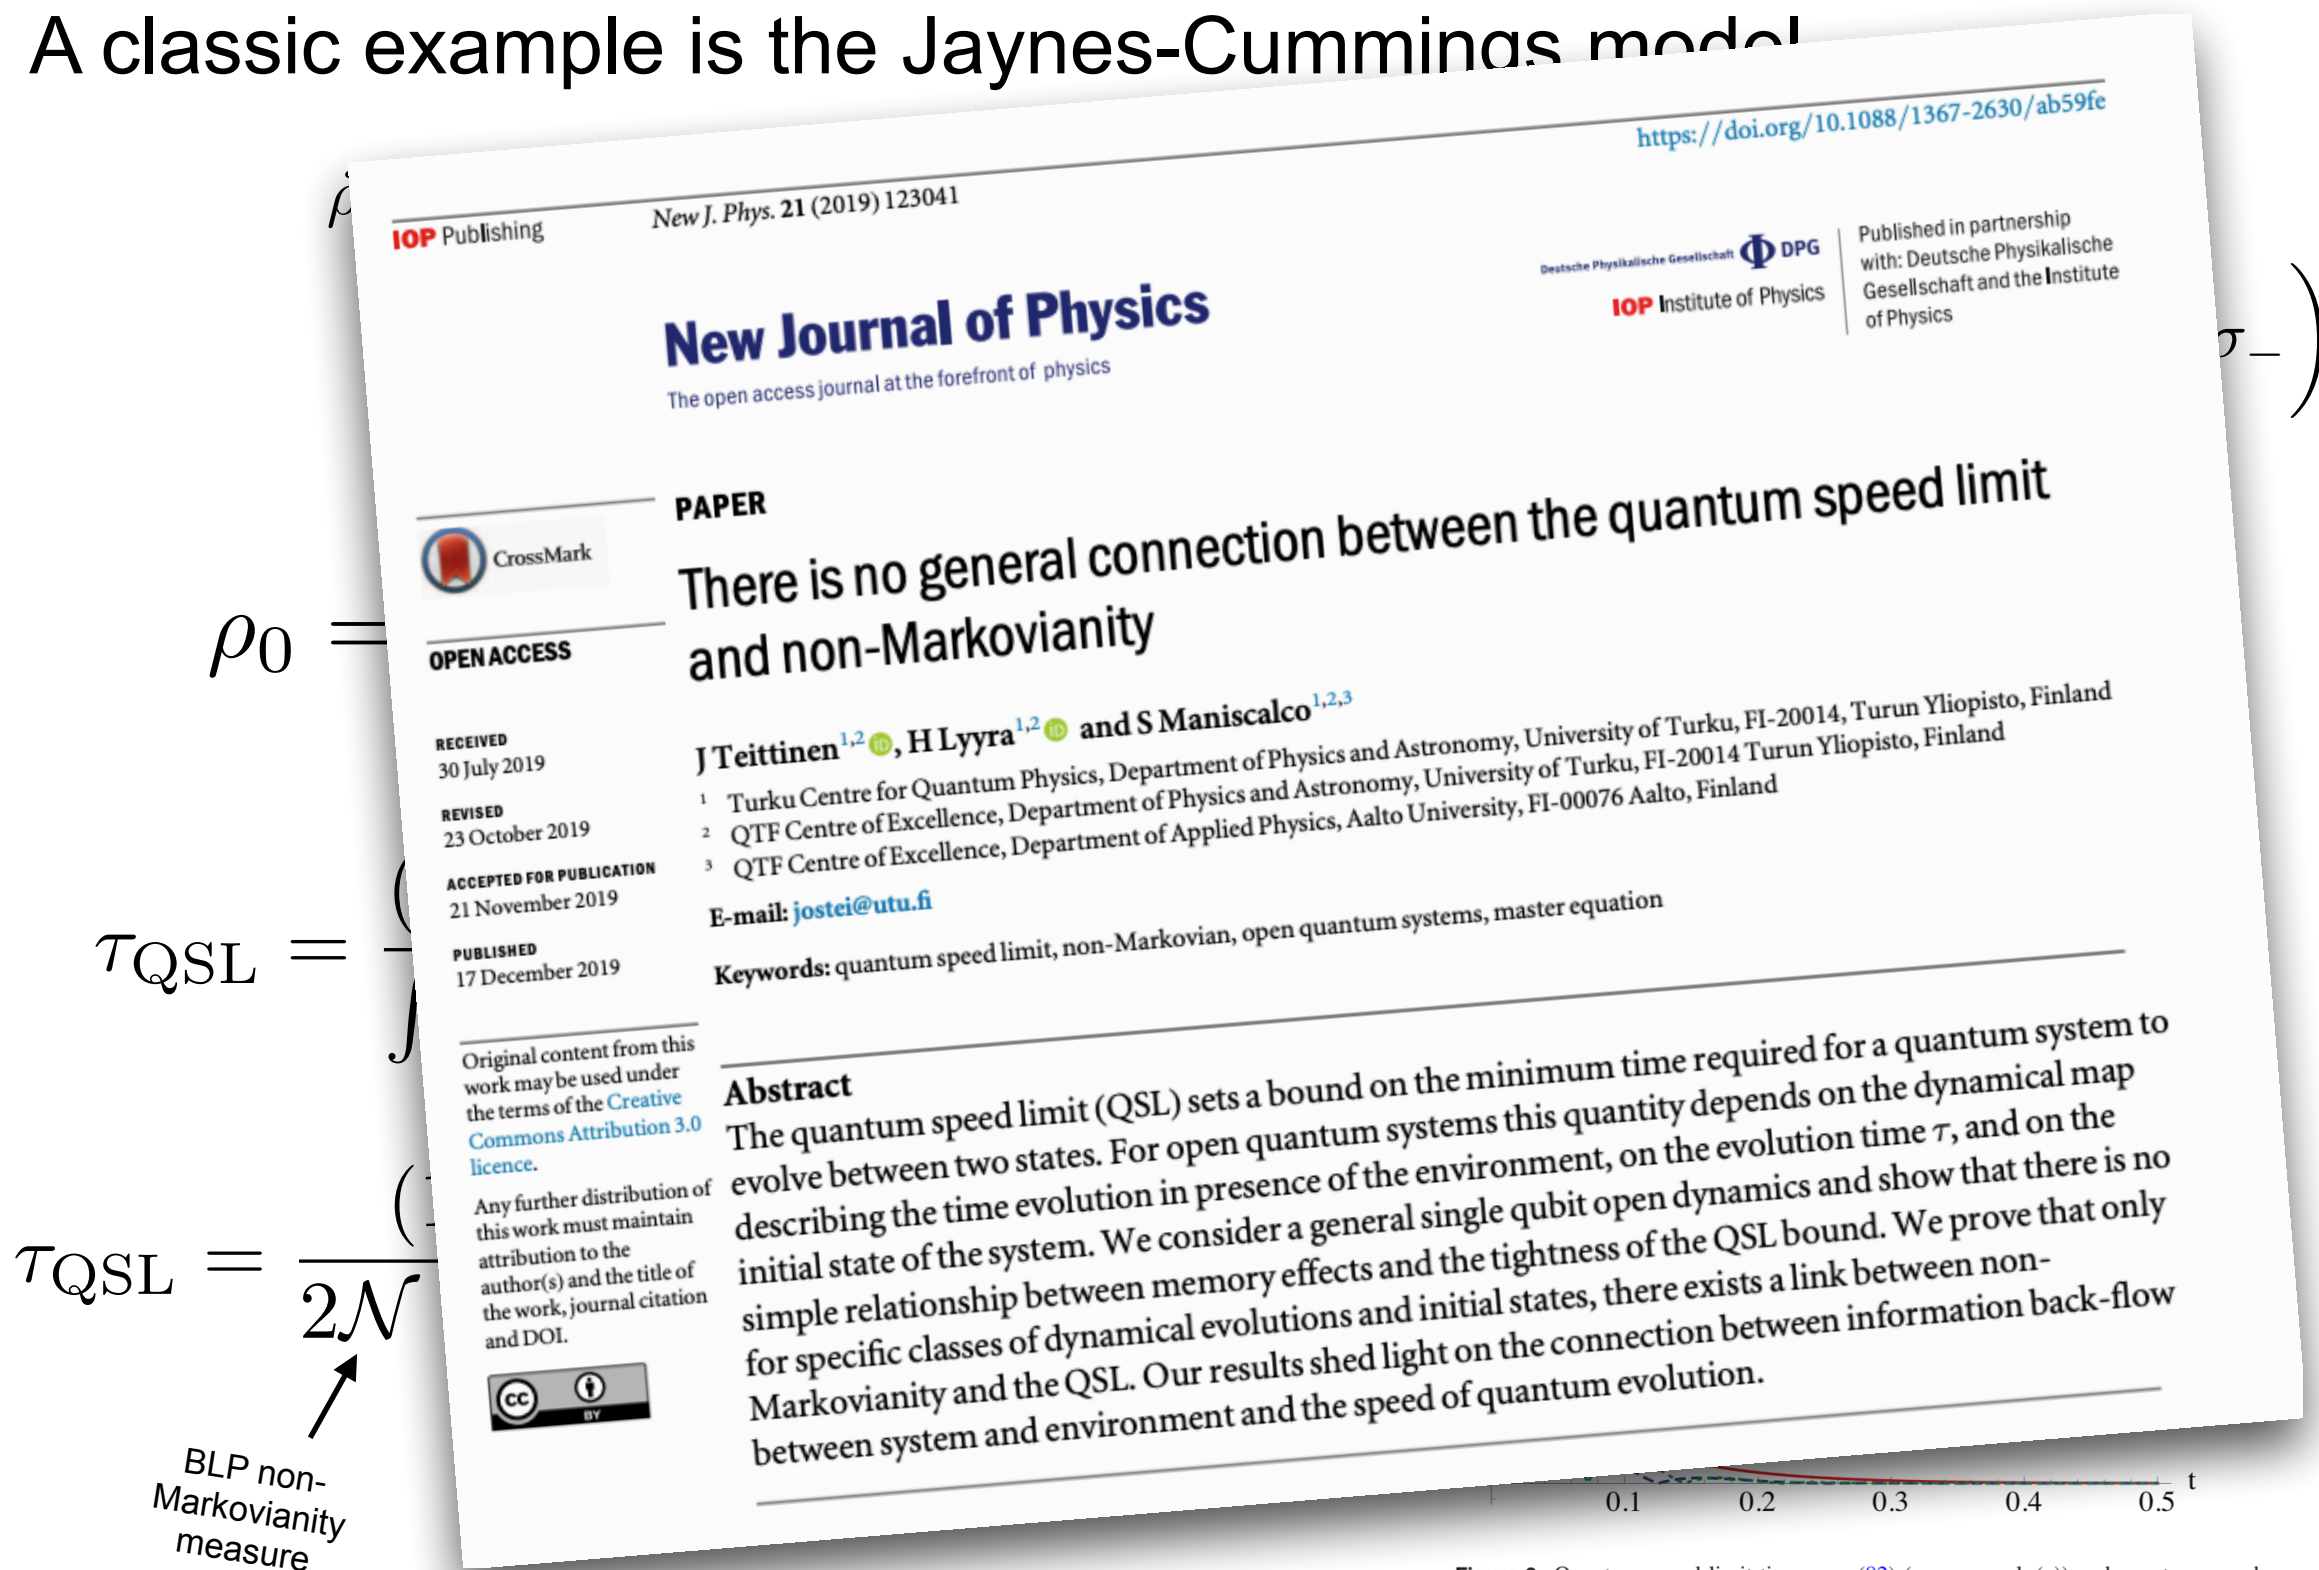 A classic example is the Jaynes-Cummings model
https://doi.org/10.1088/1367-2630/ab59fe
IOP Publishing
New J. Phys. 21 (2019) 123041
Deutsche Physikalische Gesellschaft Φ DPG
IOP Institute of Physics
Published in partnership
with: Deutsche Physikalische
Gesellschaft and the Institute
of Physics
New Journal of Physics
The open access journal at the forefront of physics
σ₋ )
PAPER
CrossMark
There is no general connection between the quantum speed limit
and non-Markovianity
OPEN ACCESS
ρ₀ =
RECEIVED
30 July 2019
REVISED
23 October 2019
ACCEPTED FOR PUBLICATION
21 November 2019
PUBLISHED
17 December 2019
J Teittinen1,2 iD, H Lyyra1,2 iD and S Maniscalco1,2,3
1 Turku Centre for Quantum Physics, Department of Physics and Astronomy, University of Turku, FI-20014, Turun Yliopisto, Finland
2 QTF Centre of Excellence, Department of Physics and Astronomy, University of Turku, FI-20014 Turun Yliopisto, Finland
3 QTF Centre of Excellence, Department of Applied Physics, Aalto University, FI-00076 Aalto, Finland
E-mail: jostei@utu.fi
Keywords: quantum speed limit, non-Markovian, open quantum systems, master equation
τQSL =
Original content from this
work may be used under
the terms of the Creative
Commons Attribution 3.0
licence.
Any further distribution of
this work must maintain
attribution to the
author(s) and the title of
the work, journal citation
and DOI.
CC BY
Abstract
The quantum speed limit (QSL) sets a bound on the minimum time required for a quantum system to
evolve between two states. For open quantum systems this quantity depends on the dynamical map
describing the time evolution in presence of the environment, on the evolution time τ, and on the
initial state of the system. We consider a general single qubit open dynamics and show that there is no
simple relationship between memory effects and the tightness of the QSL bound. We prove that only
for specific classes of dynamical evolutions and initial states, there exists a link between non-
Markovianity and the QSL. Our results shed light on the connection between information back-flow
between system and environment and the speed of quantum evolution.
τQSL =
2𝒩
BLP non-
Markovianity
measure
0.1 0.2 0.3 0.4 0.5 t